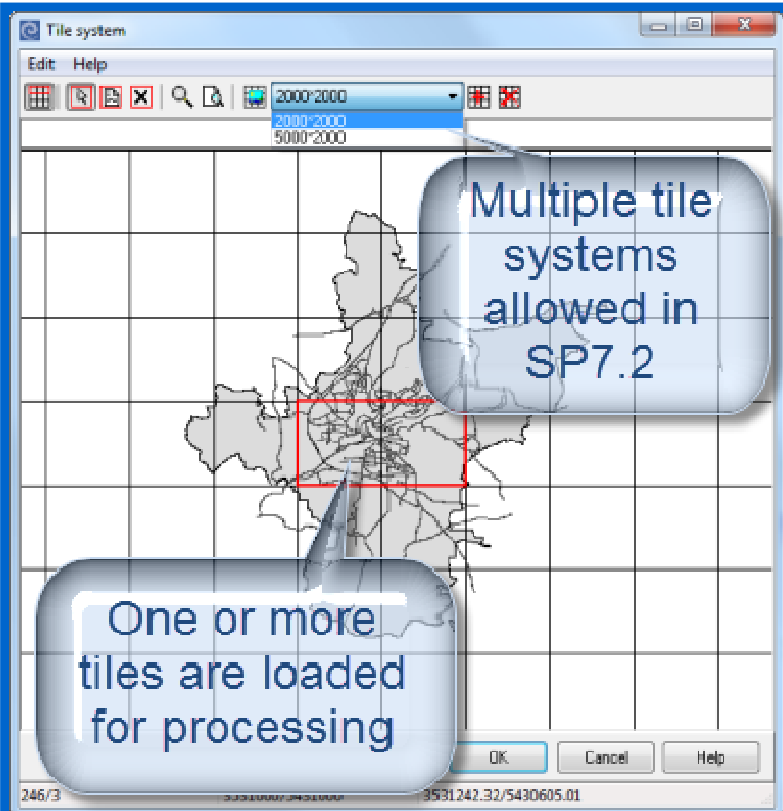 Tile system
Edit Help
2000*2000
2000*2000
5000*2000
Multiple tile
systems
allowed in
SP7.2
One or more
tiles are loaded
for processing
OK Cancel Help
246/3 3531242.32/5430605.01